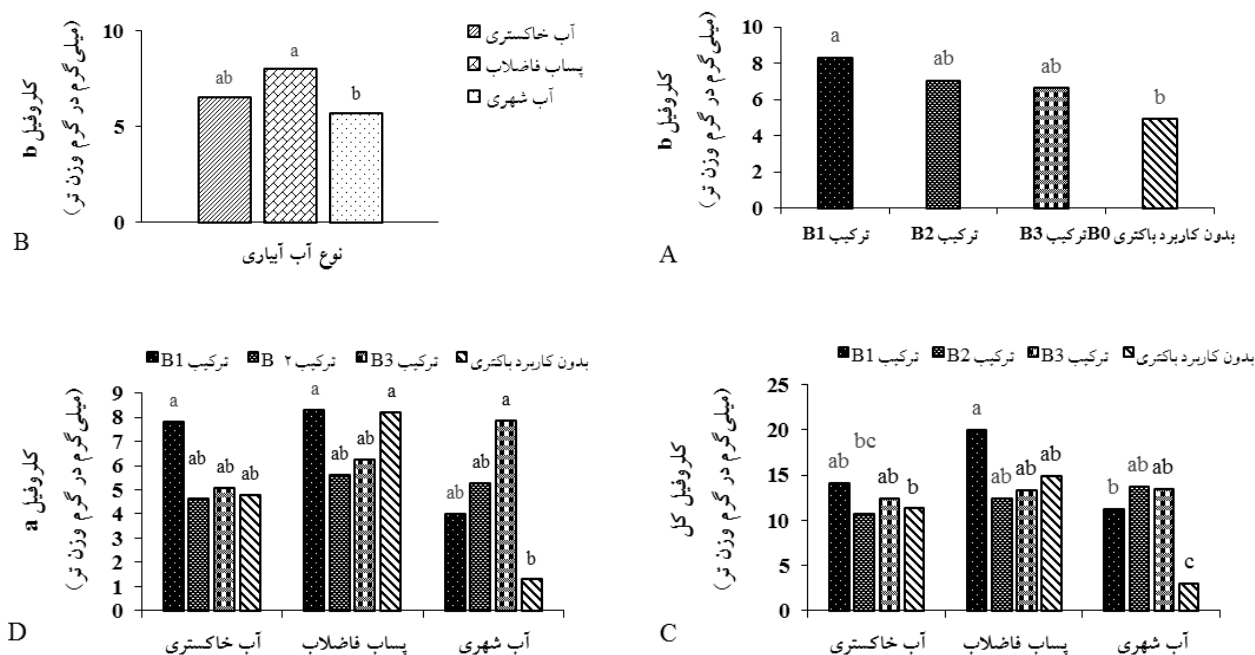 کلروفیل b
(میلی‌گرم در گرم وزن تر)
10
5
0
ab
a
b
آب خاکستری
پساب فاضلاب
آب شهری
نوع آب آبیاری
B
کلروفیل b
(میلی‌گرم در گرم وزن تر)
10
8
6
4
2
0
a
ab
ab
b
ترکیب B1
ترکیب B2
ترکیب B3
بدون کاربرد باکتری B0
A
ترکیب B1
ترکیب B ۲
ترکیب B3
بدون کاربرد باکتری
کلروفیل a
(میلی‌گرم در گرم وزن تر)
9
8
7
6
5
4
3
2
1
0
a
ab
ab
ab
a
ab
ab
a
ab
ab
a
b
آب خاکستری
پساب فاضلاب
آب شهری
D
ترکیب B1
ترکیب B2
ترکیب B3
بدون کاربرد باکتری
کلروفیل کل
(میلی‌گرم در گرم وزن تر)
25
20
15
10
5
0
ab
bc
ab
b
a
ab
ab
ab
b
ab
ab
c
آب خاکستری
پساب فاضلاب
آب شهری
C